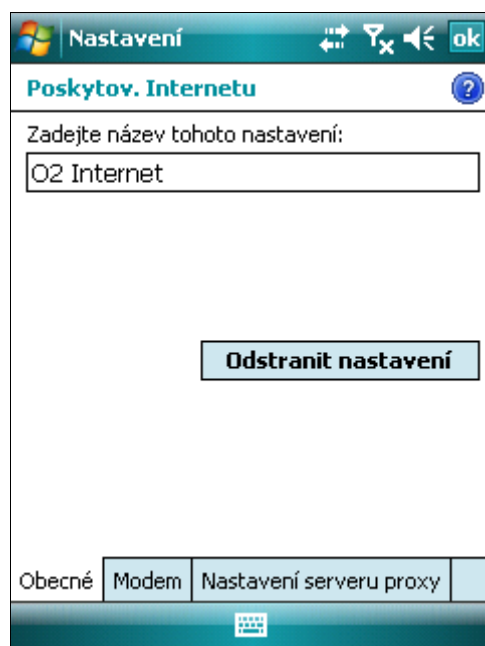 Nastavení ok
Poskytov. Internetu ?
Zadejte název tohoto nastavení:
O2 Internet
Odstranit nastavení
Obecné Modem Nastavení serveru proxy